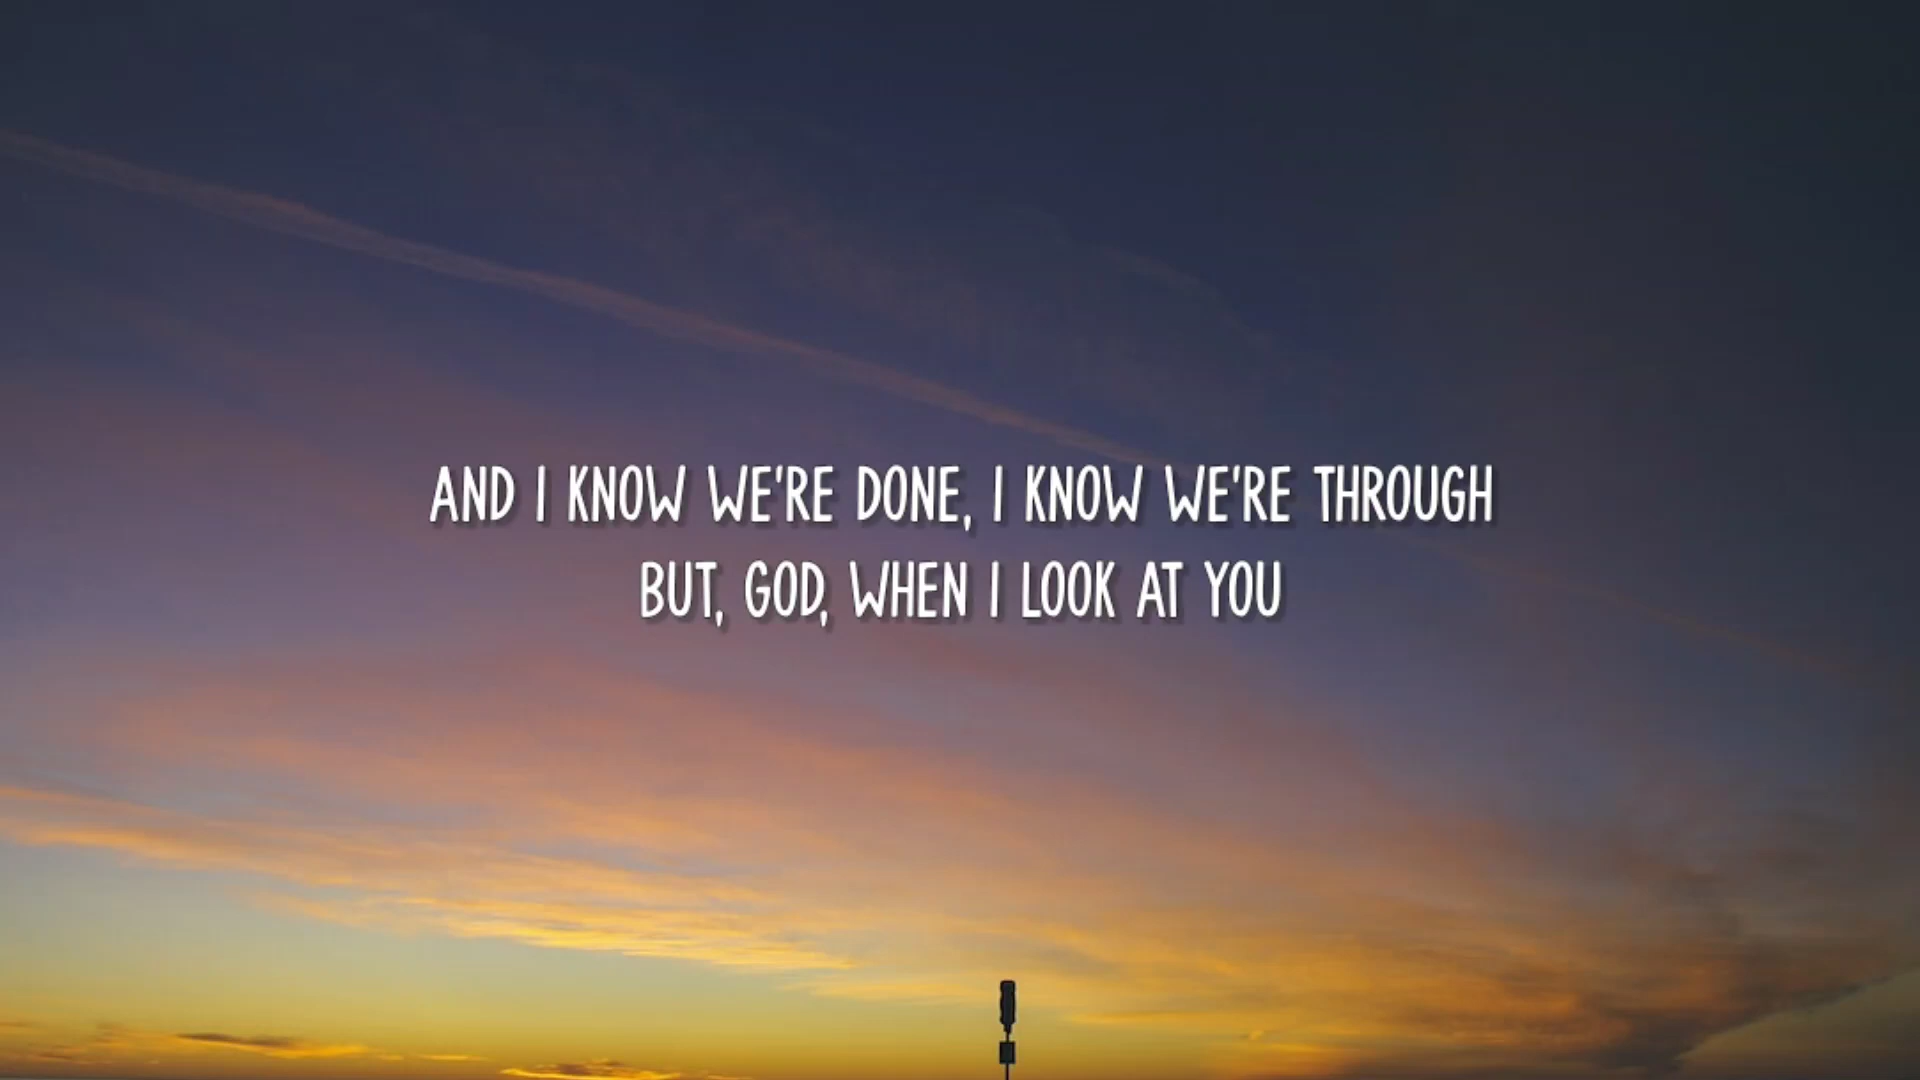 AND I KNOW WE'RE DONE, I KNOW WE'RE THROUGH
BUT, GOD, WHEN I LOOK AT YOU